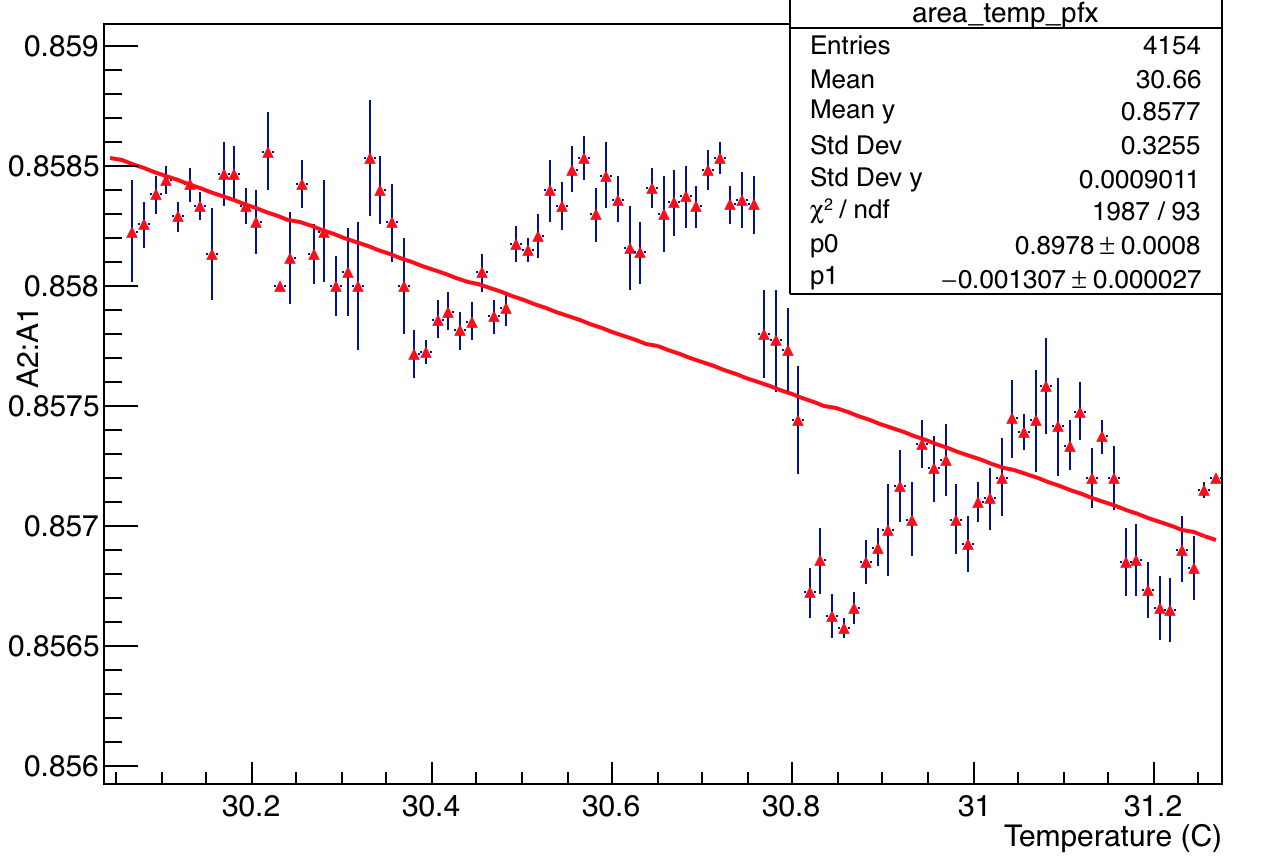 area_temp_pfx
Entries 4154
Mean 30.66
Mean y 0.8577
Std Dev 0.3255
Std Dev y 0.0009011
χ² / ndf 1987 / 93
p0 0.8978 ± 0.0008
p1 −0.001307 ± 0.000027
0.859
0.8585
0.858
0.8575
0.857
0.8565
0.856
A2:A1
30.2 30.4 30.6 30.8 31 31.2
Temperature (C)